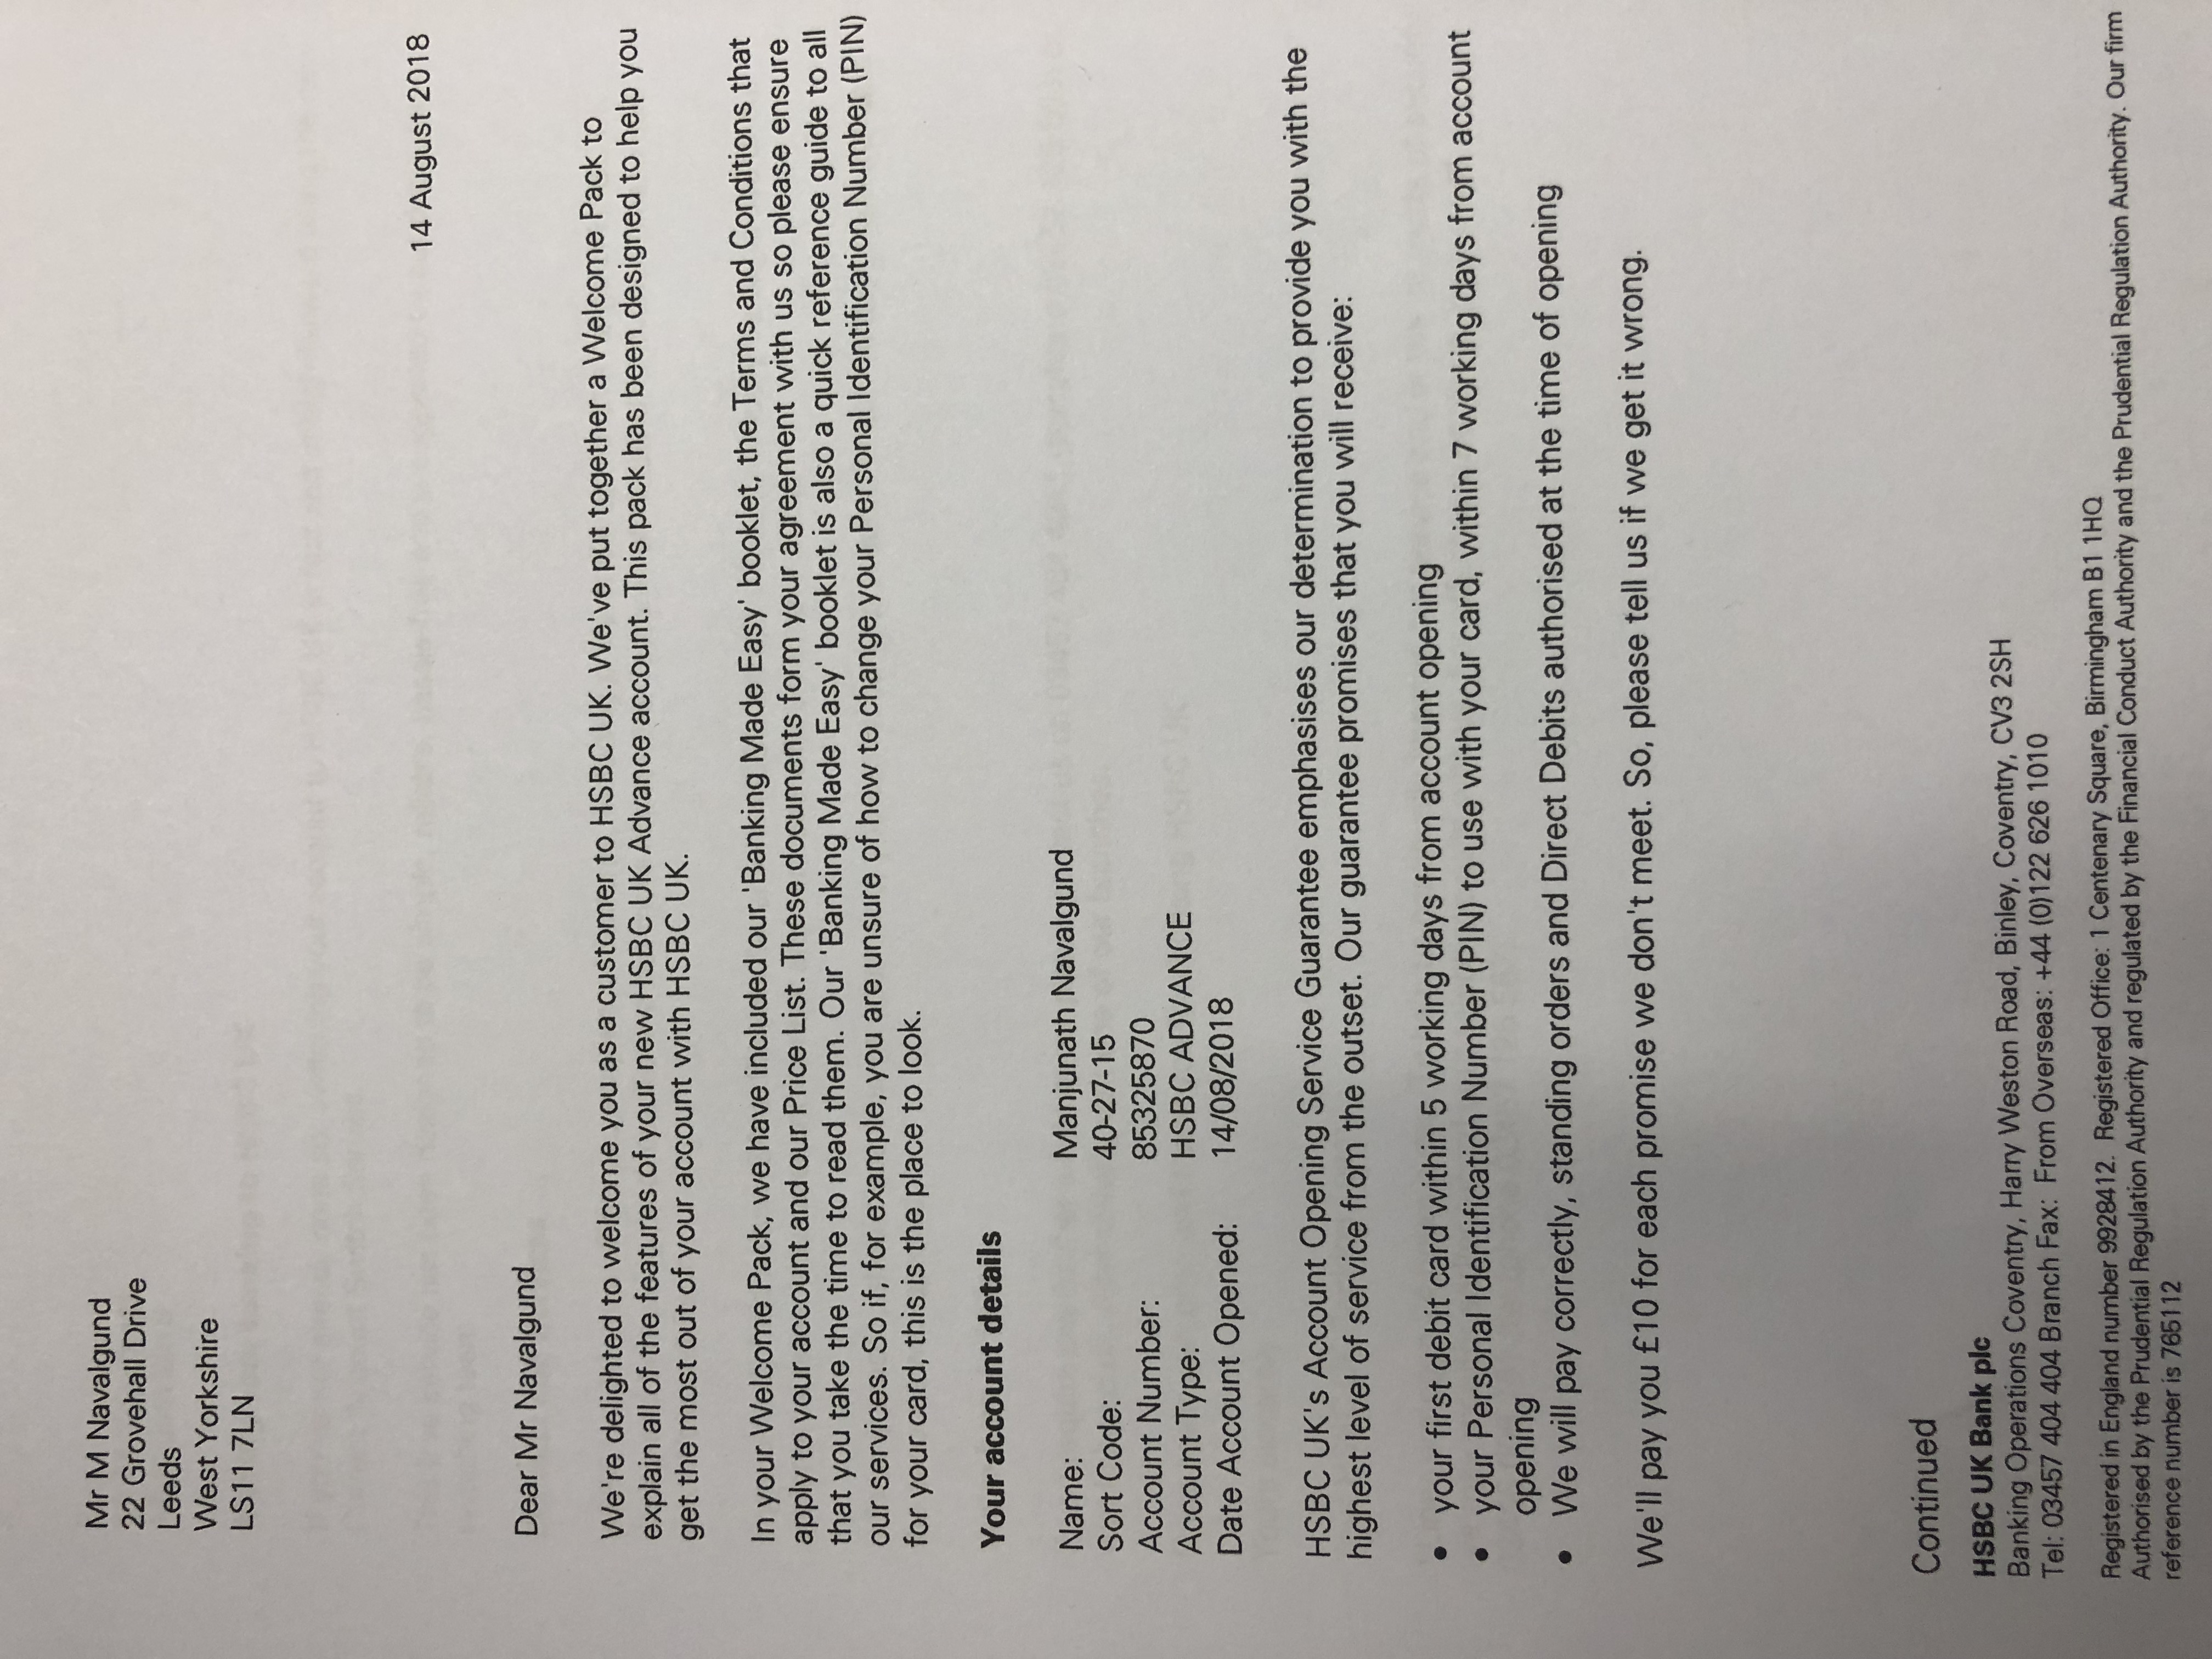 Mr M Navalgund
22 Grovehall Drive
Leeds
West Yorkshire
LS11 7LN
14 August 2018
Dear Mr Navalgund
We're delighted to welcome you as a customer to HSBC UK. We've put together a Welcome Pack to
explain all of the features of your new HSBC UK Advance account. This pack has been designed to help you
get the most out of your account with HSBC UK.
In your Welcome Pack, we have included our 'Banking Made Easy' booklet, the Terms and Conditions that
apply to your account and our Price List. These documents form your agreement with us so please ensure
that you take the time to read them. Our 'Banking Made Easy' booklet is also a quick reference guide to all
our services. So if, for example, you are unsure of how to change your Personal Identification Number (PIN)
for your card, this is the place to look.
Your account details
Name: Manjunath Navalgund
Sort Code: 40-27-15
Account Number: 85325870
Account Type: HSBC ADVANCE
Date Account Opened: 14/08/2018
HSBC UK's Account Opening Service Guarantee emphasises our determination to provide you with the
highest level of service from the outset. Our guarantee promises that you will receive:
• your first debit card within 5 working days from account opening
• your Personal Identification Number (PIN) to use with your card, within 7 working days from account
opening
• We will pay correctly, standing orders and Direct Debits authorised at the time of opening
We'll pay you £10 for each promise we don't meet. So, please tell us if we get it wrong.
Continued
HSBC UK Bank plc
Banking Operations Coventry, Harry Weston Road, Binley, Coventry, CV3 2SH
Tel: 03457 404 404 Branch Fax: From Overseas: +44 (0)122 626 1010
Registered in England number 9928412. Registered Office: 1 Centenary Square, Birmingham B1 1HQ
Authorised by the Prudential Regulation Authority and regulated by the Financial Conduct Authority and the Prudential Regulation Authority. Our firm
reference number is 765112